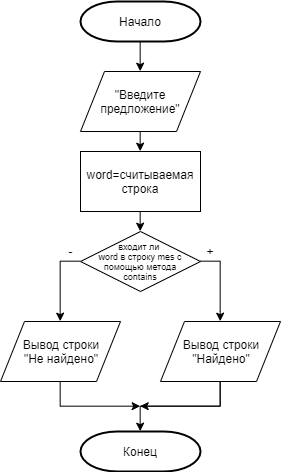 Начало
"Введите
предложение"
word=считываемая
строка
входит ли
word в строку mes с
помощью метода
contains
-
+
Вывод строки
"Не найдено"
Вывод строки
"Найдено"
Конец